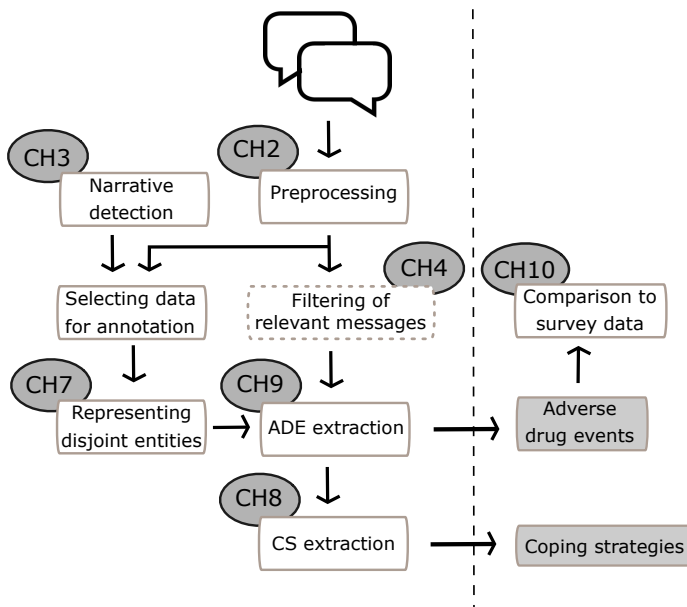 CH3
Narrative
detection
CH2
Preprocessing
Selecting data
for annotation
CH4
Filtering of
relevant messages
CH10
Comparison to
survey data
CH7
Representing
disjoint entities
CH9
ADE extraction
Adverse
drug events
CH8
CS extraction
Coping strategies